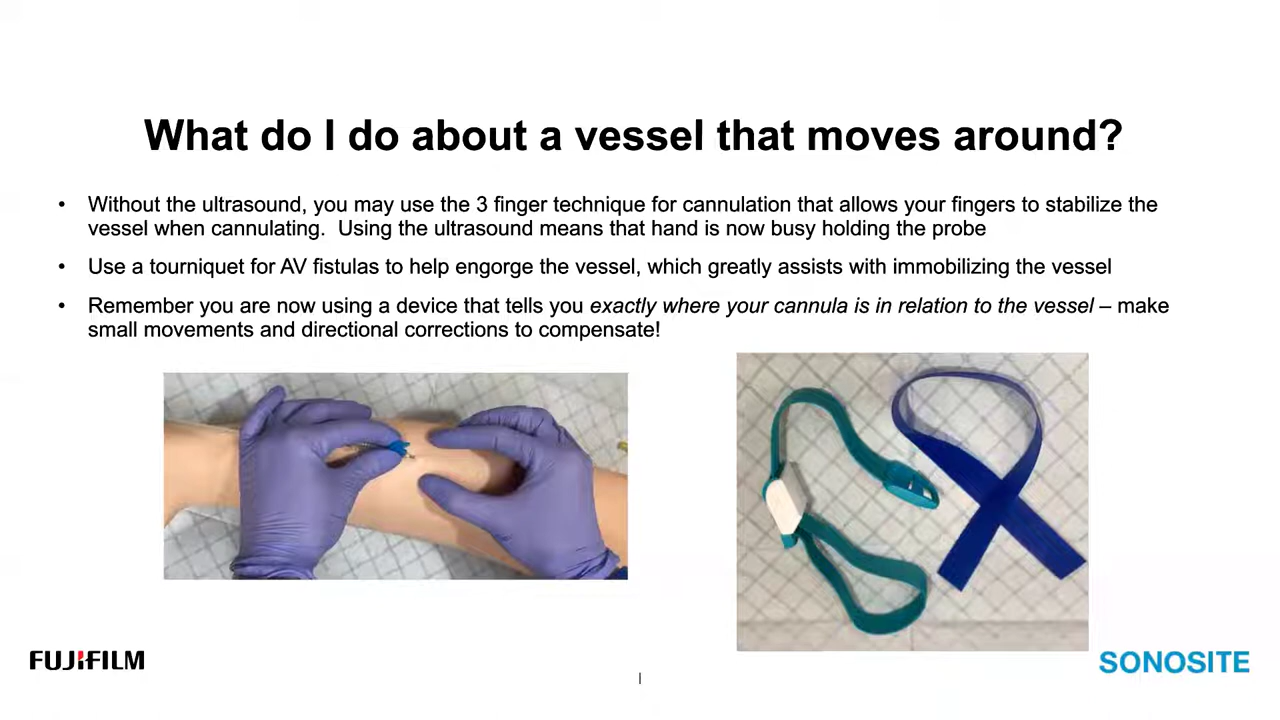 What do I do about a vessel that moves around?
• Without the ultrasound, you may use the 3 finger technique for cannulation that allows your fingers to stabilize the
vessel when cannulating.  Using the ultrasound means that hand is now busy holding the probe
• Use a tourniquet for AV fistulas to help engorge the vessel, which greatly assists with immobilizing the vessel
• Remember you are now using a device that tells you exactly where your cannula is in relation to the vessel – make
small movements and directional corrections to compensate!
FUJIFILM
|
SONOSITE